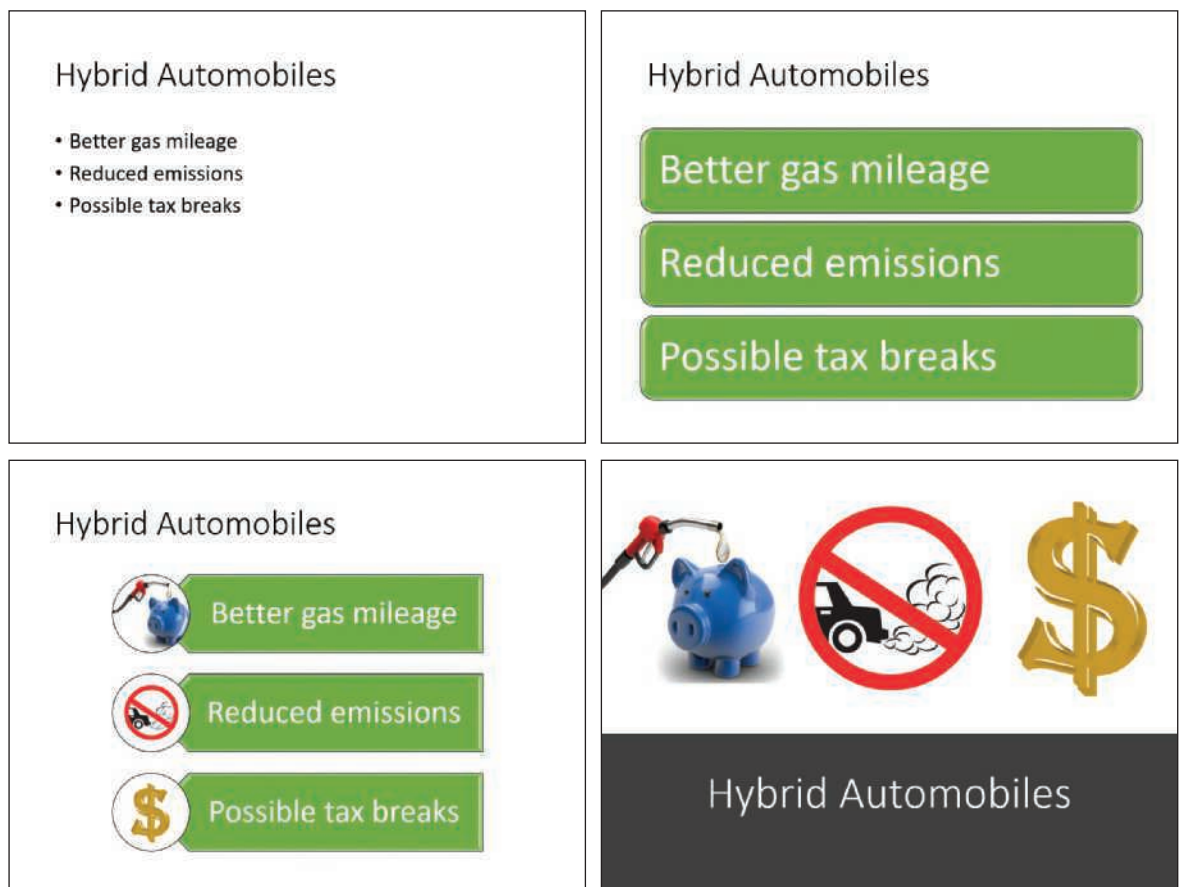 Hybrid Automobiles
• Better gas mileage
• Reduced emissions
• Possible tax breaks
Hybrid Automobiles
Better gas mileage
Reduced emissions
Possible tax breaks
Hybrid Automobiles
Better gas mileage
Reduced emissions
$ Possible tax breaks
$
Hybrid Automobiles